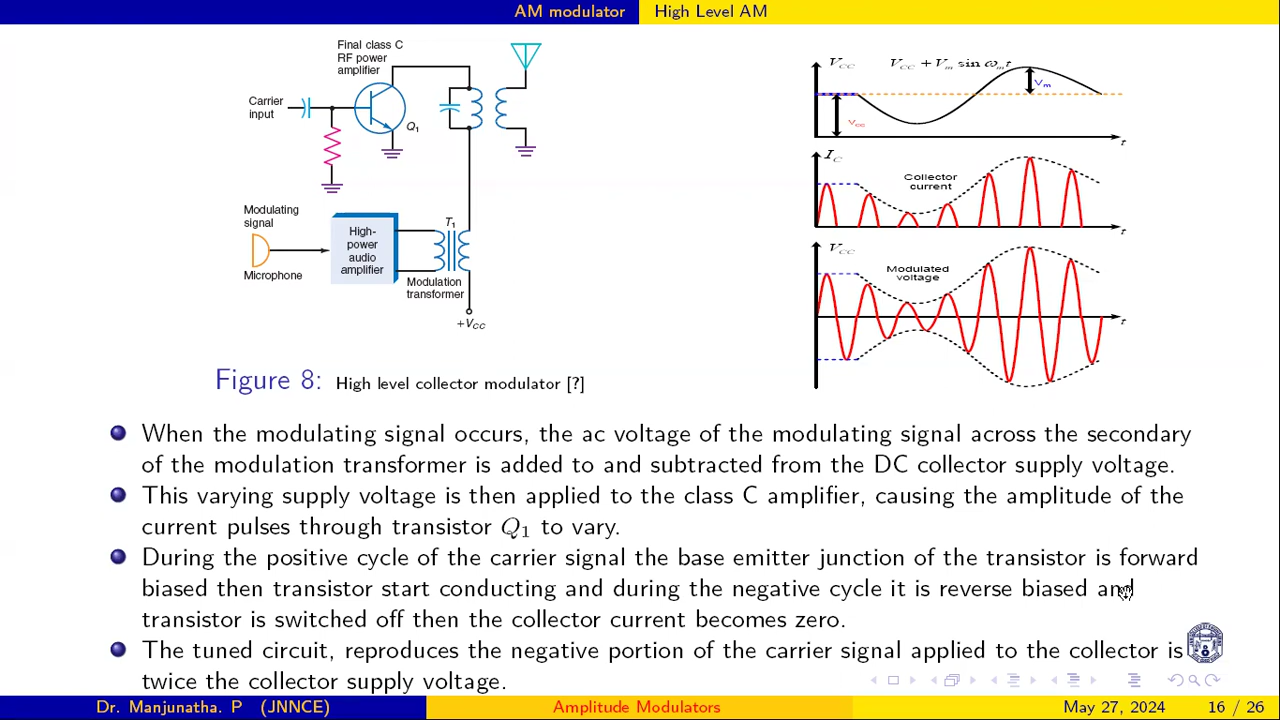 AM modulator High Level AM
Final class C
RF power
amplifier
Carrier
input
Q1
Modulating
signal
Microphone
High-
power
audio
amplifier
T1
Modulation
transformer
+VCC
VCC
VCC + Vm sin ωmt
Vm
Vcc
t
IC
Collector
current
t
VCC
Modulated
voltage
t
Figure 8: High level collector modulator [?]
When the modulating signal occurs, the ac voltage of the modulating signal across the secondary
of the modulation transformer is added to and subtracted from the DC collector supply voltage.
This varying supply voltage is then applied to the class C amplifier, causing the amplitude of the
current pulses through transistor Q1 to vary.
During the positive cycle of the carrier signal the base emitter junction of the transistor is forward
biased then transistor start conducting and during the negative cycle it is reverse biased and
transistor is switched off then the collector current becomes zero.
The tuned circuit, reproduces the negative portion of the carrier signal applied to the collector is
twice the collector supply voltage.
Dr. Manjunatha. P (JNNCE) Amplitude Modulators May 27, 2024 16 / 26